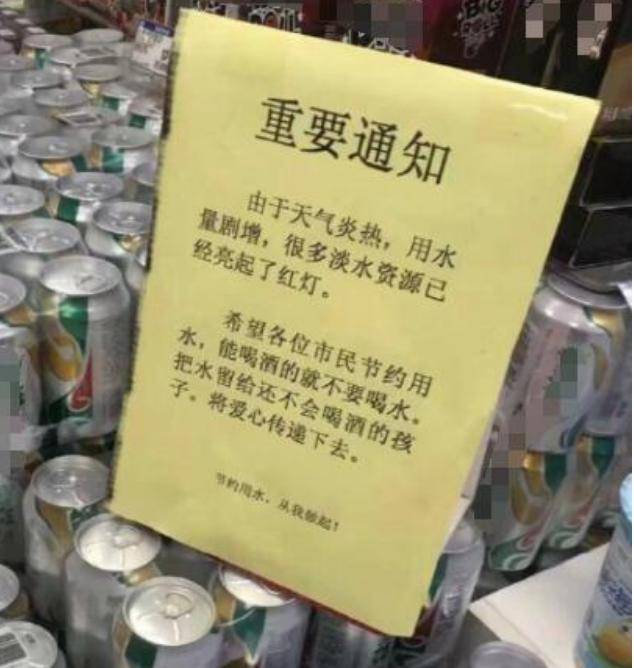 重要通知
由于天气炎热，用水
量剧增，很多淡水资源已
经亮起了红灯。
希望各位市民节约用
水，能喝酒的就不要喝水。
把水留给还不会喝酒的孩
子。将爱心传递下去。
节约用水，从我做起！